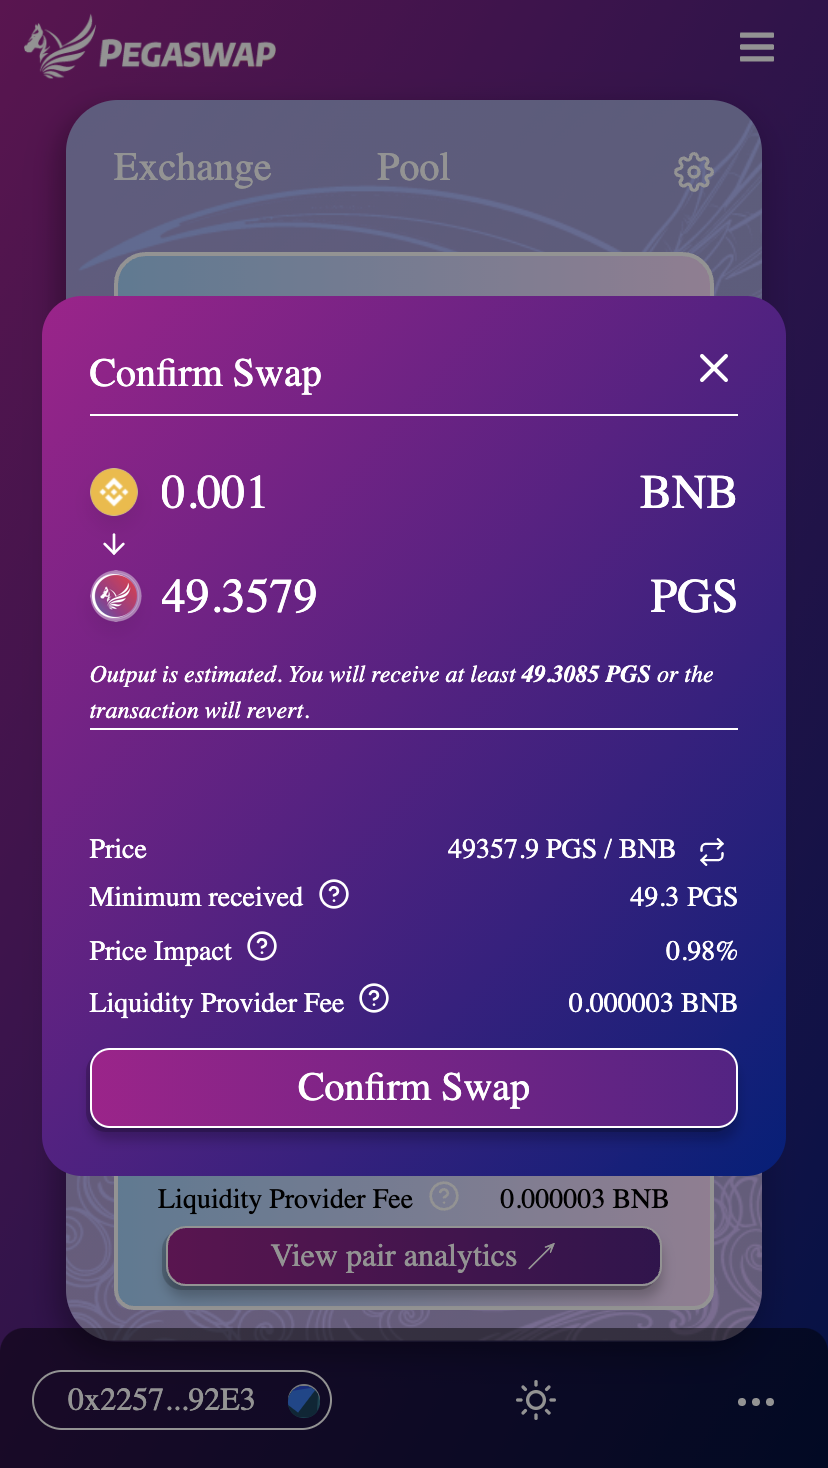 PEGASWAP
Exchange Pool
Confirm Swap
0.001 BNB
49.3579 PGS
Output is estimated. You will receive at least 49.3085 PGS or the
transaction will revert.
Price 49357.9 PGS / BNB
Minimum received ? 49.3 PGS
Price Impact ? 0.98%
Liquidity Provider Fee ? 0.000003 BNB
Confirm Swap
Liquidity Provider Fee ? 0.000003 BNB
View pair analytics ↗
0x2257...92E3